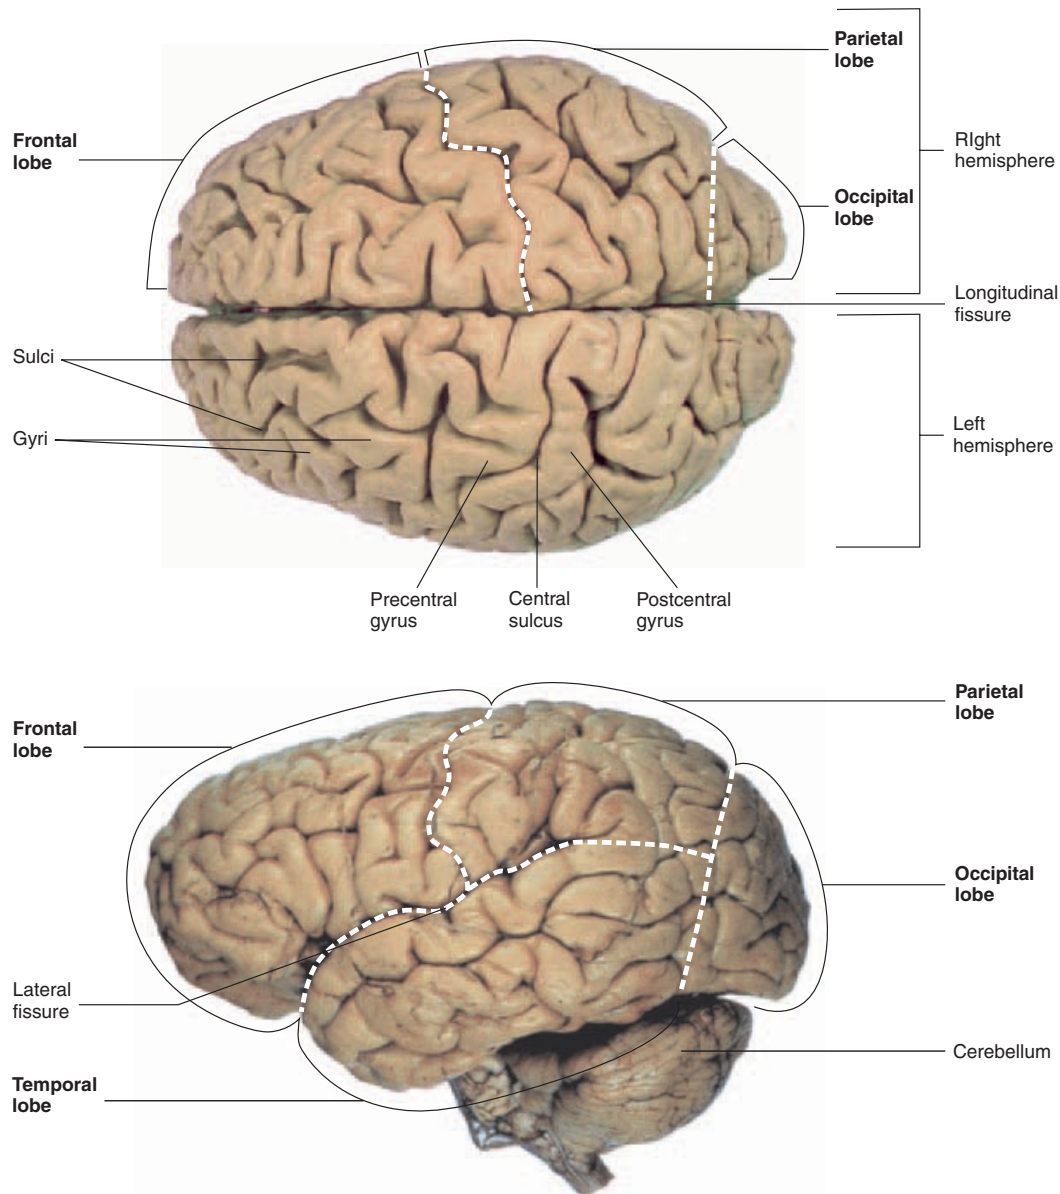 Parietal
lobe
Frontal
lobe
RIght
hemisphere
Occipital
lobe
Longitudinal
fissure
Sulci
Gyri
Left
hemisphere
Precentral
gyrus
Central
sulcus
Postcentral
gyrus
Parietal
lobe
Frontal
lobe
Occipital
lobe
Lateral
fissure
Cerebellum
Temporal
lobe